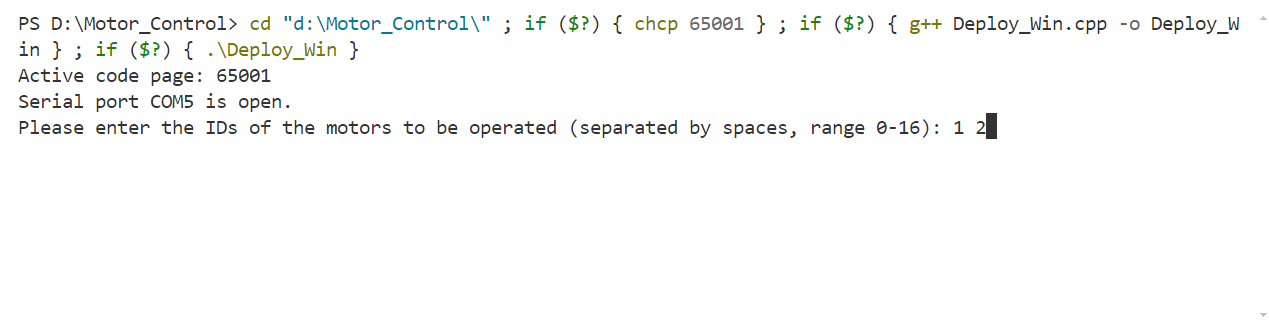 PS D:\Motor_Control> cd "d:\Motor_Control\" ; if ($?) { chcp 65001 } ; if ($?) { g++ Deploy_Win.cpp -o Deploy_W
in } ; if ($?) { .\Deploy_Win }
Active code page: 65001
Serial port COM5 is open.
Please enter the IDs of the motors to be operated (separated by spaces, range 0-16): 1 2